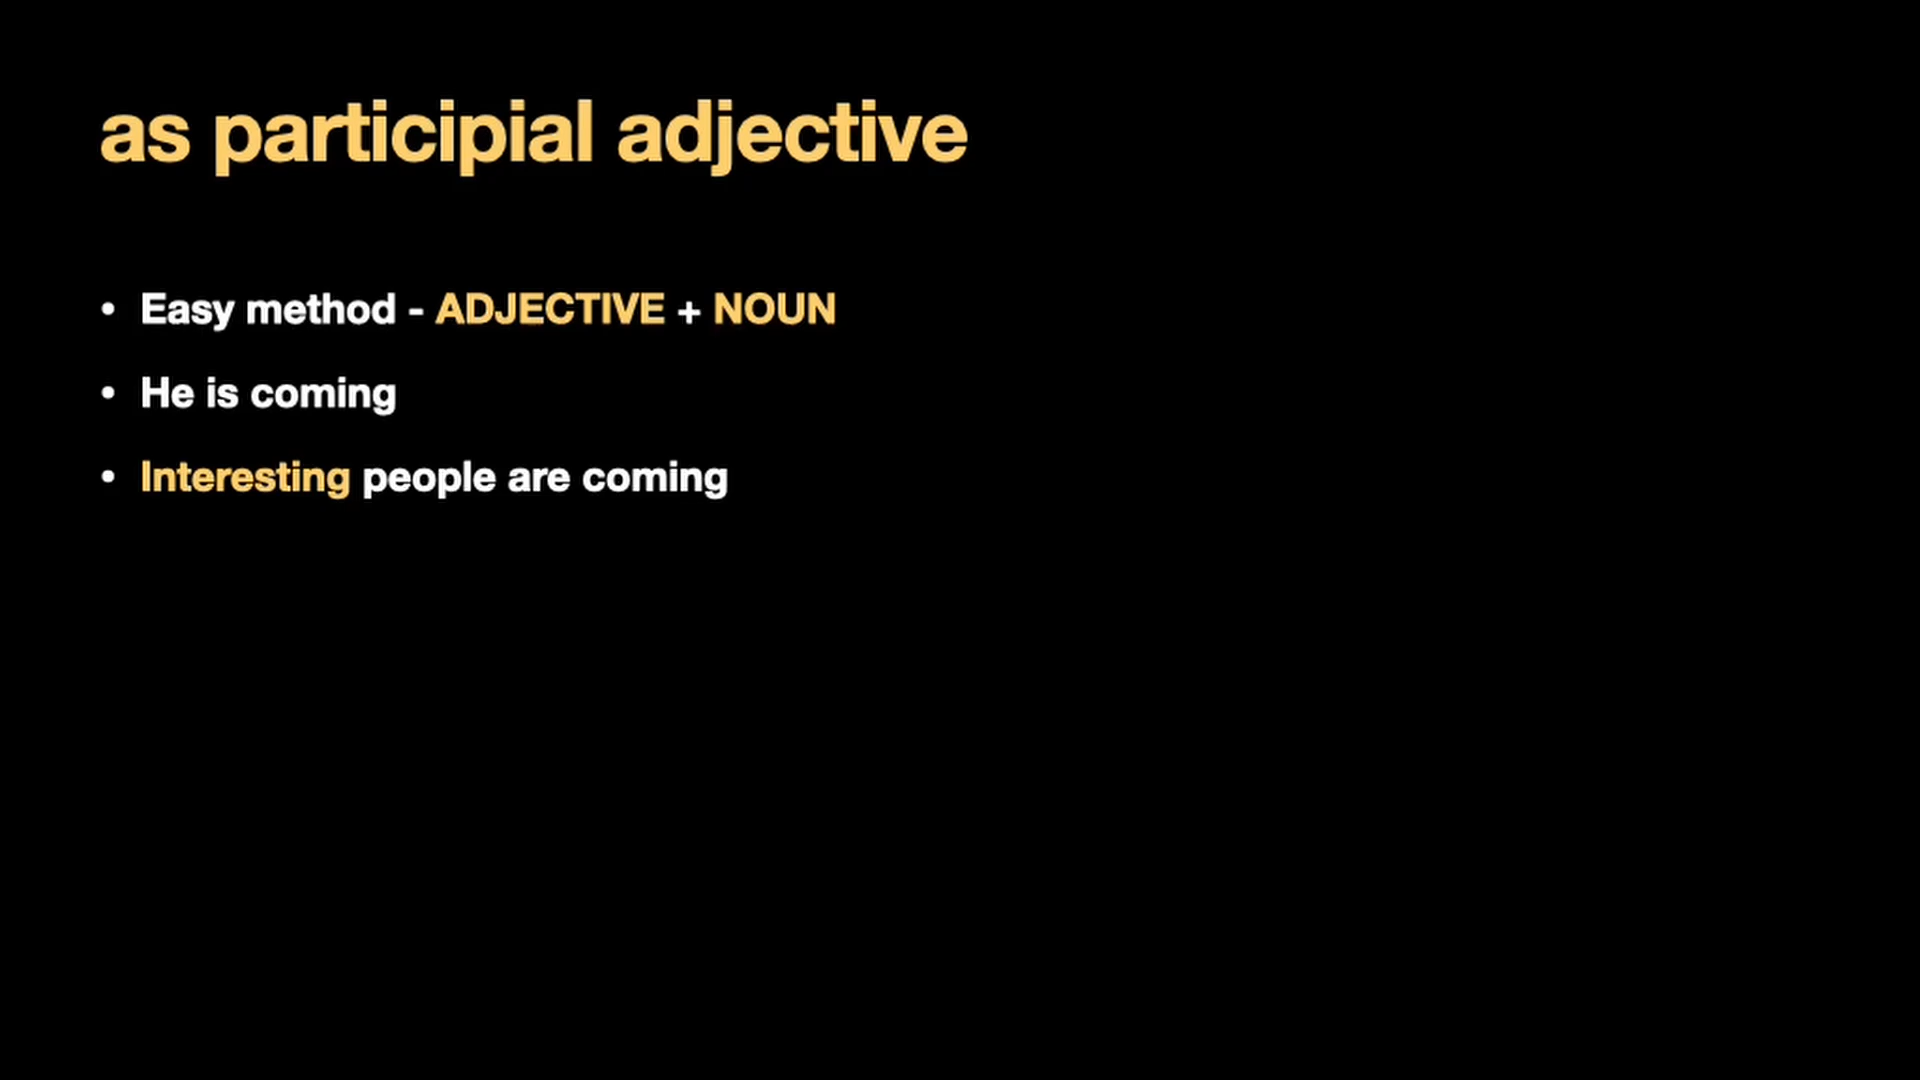 as participial adjective
• Easy method - ADJECTIVE + NOUN
• He is coming
• Interesting people are coming